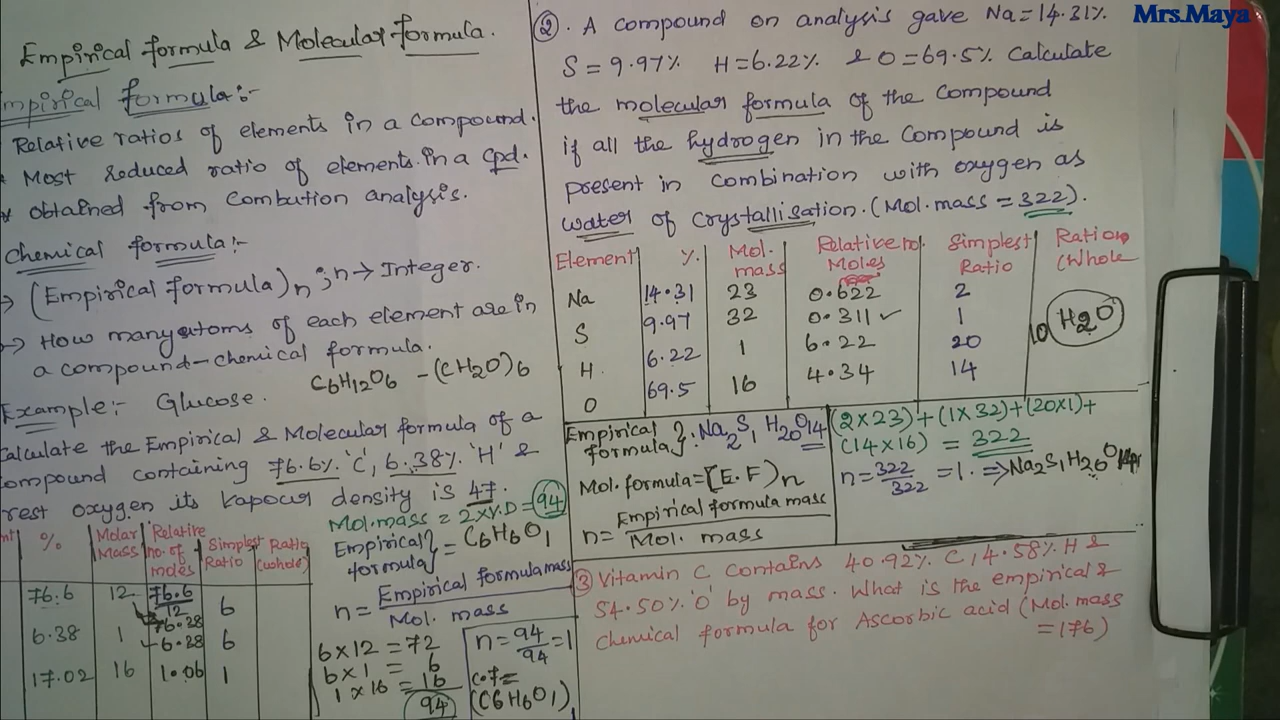 Mrs.Maya
Empirical formula & Molecular formula.
mpirical formula:-
Relative ratios of elements in a compound.
* Most reduced ratio of elements in a cpd.
* obtained from Combution analysis.
Chemical formula:-
→ (Empirical formula)n ; n → Integer.
→ How many atoms of each element are in
a compound - chemical formula.
C6H12O6 - (CH2O)6
Example:- Glucose.
Calculate the Empirical & Molecular formula of a
ompound containing 76.6% 'C', 6.38% 'H' &
rest oxygen its Vapour density is 47.
Mol.mass = 2xV.D = 94
nt % Molar Mass Relative no.of moles Simplest Ratio Ratio (whole)
76.6 12 76.6/12 6
6.38 1 6.38 6
17.02 16 1.06 1
Empirical formula } = C6H6O1
n = Empirical formula mass / Mol. mass
6 x 12 = 72
6 x 1 = 6
1 x 16 = 16
94
n = 94/94 = 1
(C6H6O1)
②. A compound on analysis gave Na=14.31%
S = 9.97% H=6.22% & O=69.5% Calculate
the molecular formula of the Compound
if all the hydrogen in the Compound is
present in combination with oxygen as
water of Crystallisation. (Mol.mass = 322).
Element % Mol. mass Relative no. Moles Simplest Ratio Ratio (whole
Na 14.31 23 0.622 2
S 9.97 32 0.311 ✓ 1
H 6.22 1 6.22 20
O 69.5 16 4.34 14
10 H2O
Empirical formula } : Na2S1H20O14
Mol. formula = [E.F]n
n = Empirical formula mass / Mol. mass
(2x23)+(1x32)+(20x1)+
(14x16) = 322
n = 322/322 = 1. ⇒ Na2S1H20O14
③ Vitamin C contains 40.92% C, 4.58% H &
54.50% 'O' by mass. What is the empirical &
chemical formula for Ascorbic acid (Mol.mass
=176)